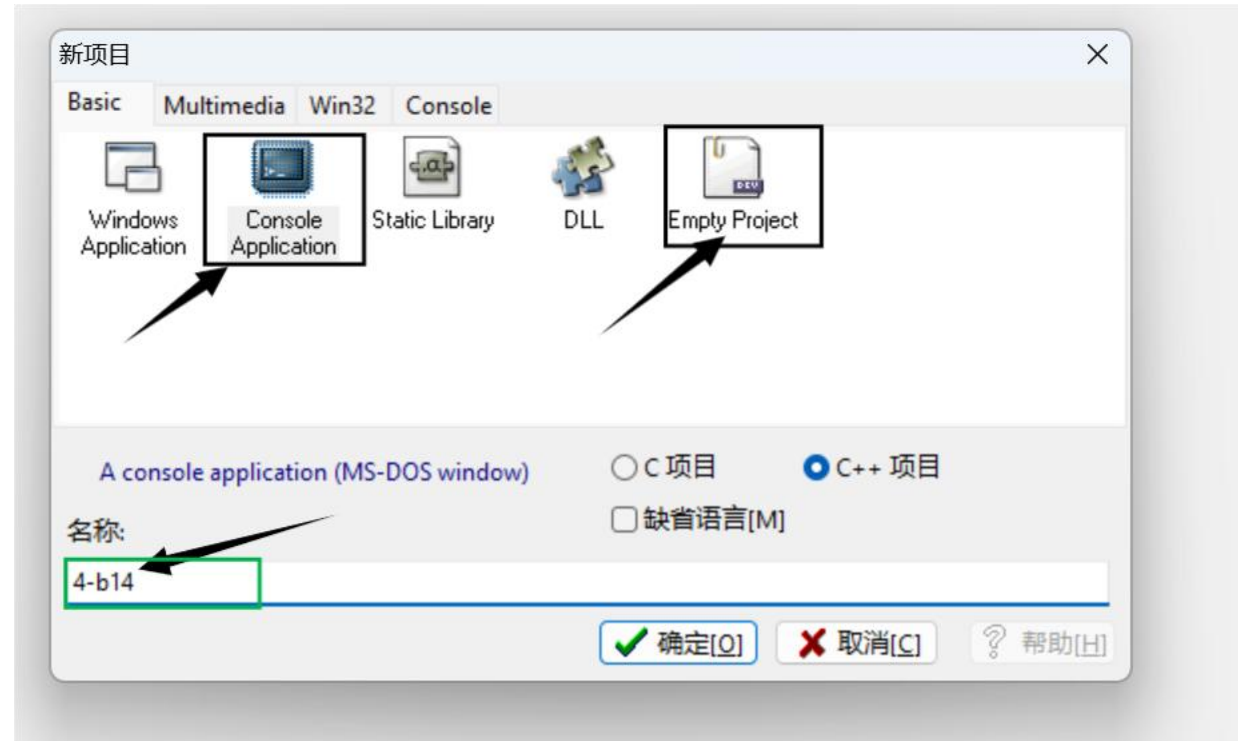 新项目
Basic Multimedia Win32 Console
Windows Application
Console Application
Static Library
DLL
DEV
Empty Project
A console application (MS-DOS window)
C 项目
C++ 项目
缺省语言[M]
名称:
4-b14
确定[O]
取消[C]
帮助[H]